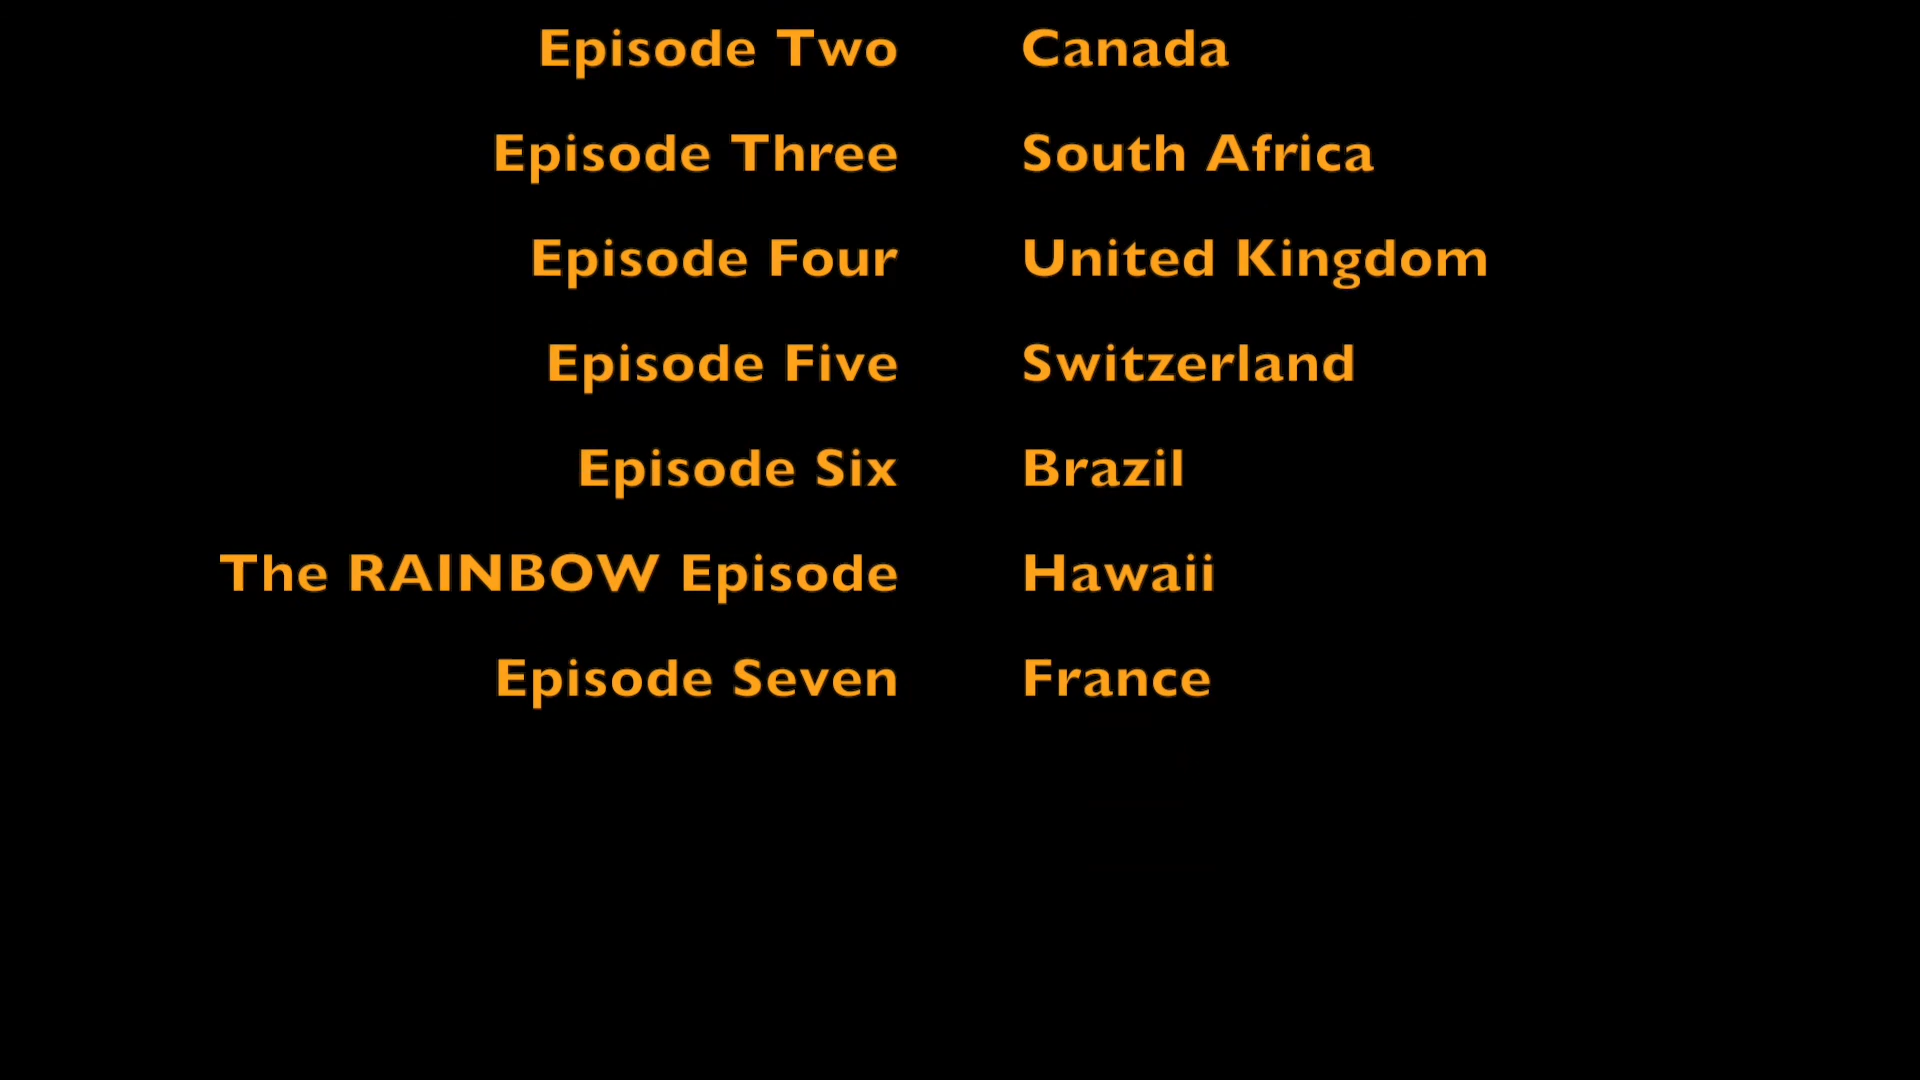 Episode Two Canada
Episode Three South Africa
Episode Four United Kingdom
Episode Five Switzerland
Episode Six Brazil
The RAINBOW Episode Hawaii
Episode Seven France